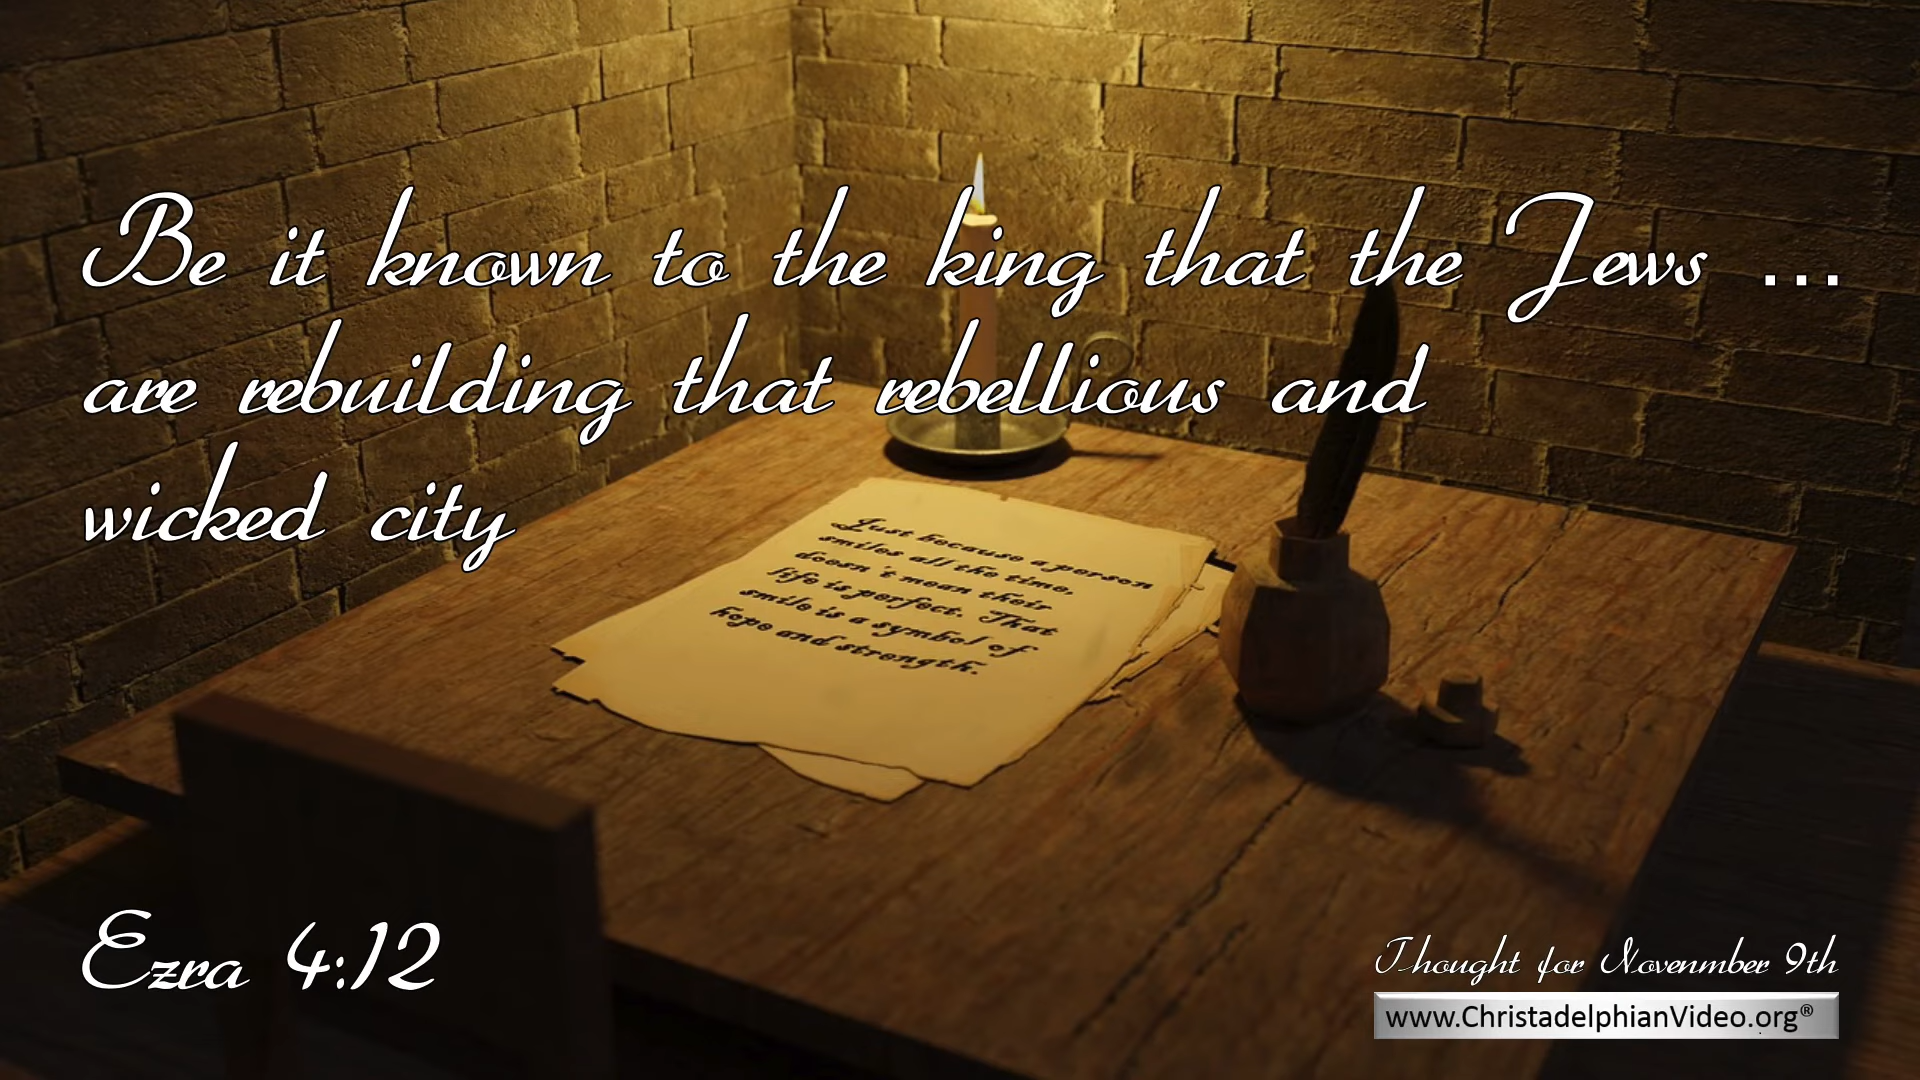 Be it known to the king that the Jews ...
are rebuilding that rebellious and
wicked city
Just because a person
smiles all the time,
doesn't mean their
life is perfect. That
smile is a symbol of
hope and strength.
Ezra 4:12
Thought for Novenmber 9th
www.ChristadelphianVideo.org®